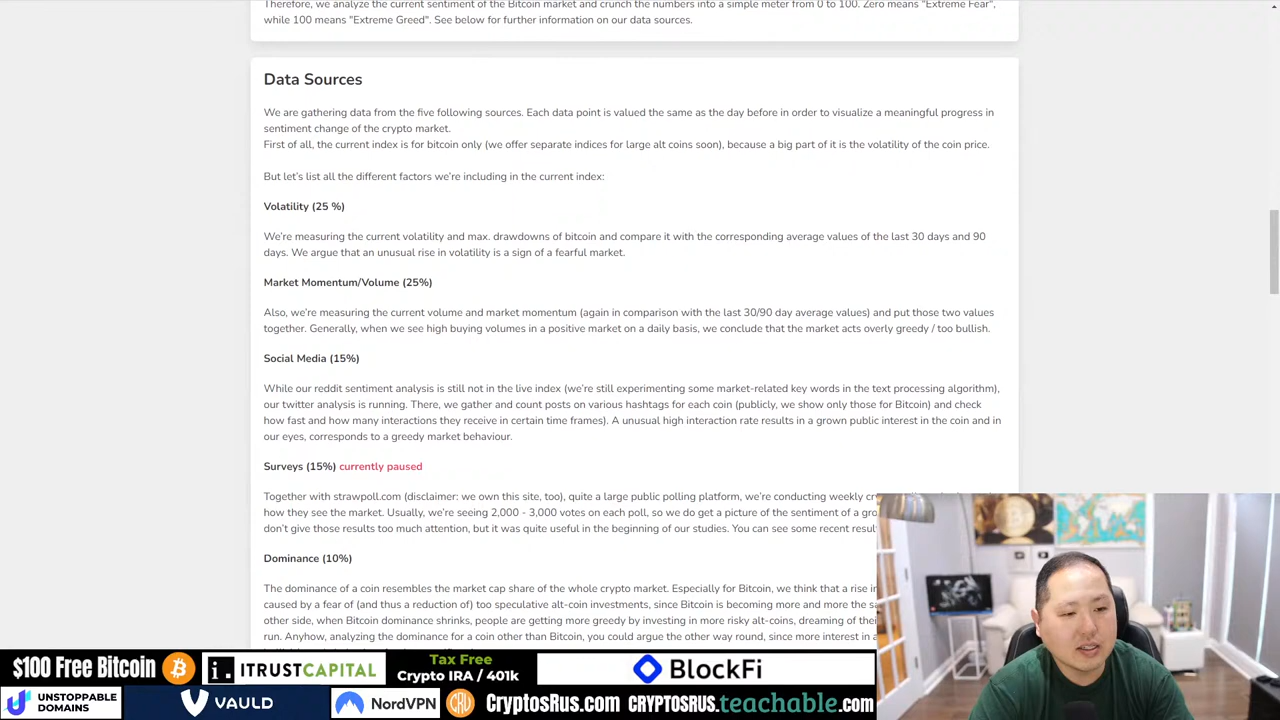 Therefore, we analyze the current sentiment of the Bitcoin market and crunch the numbers into a simple meter from 0 to 100. Zero means "Extreme Fear",
while 100 means "Extreme Greed". See below for further information on our data sources.
Data Sources
We are gathering data from the five following sources. Each data point is valued the same as the day before in order to visualize a meaningful progress in
sentiment change of the crypto market.
First of all, the current index is for bitcoin only (we offer separate indices for large alt coins soon), because a big part of it is the volatility of the coin price.
But let's list all the different factors we're including in the current index:
Volatility (25 %)
We're measuring the current volatility and max. drawdowns of bitcoin and compare it with the corresponding average values of the last 30 days and 90
days. We argue that an unusual rise in volatility is a sign of a fearful market.
Market Momentum/Volume (25%)
Also, we're measuring the current volume and market momentum (again in comparison with the last 30/90 day average values) and put those two values
together. Generally, when we see high buying volumes in a positive market on a daily basis, we conclude that the market acts overly greedy / too bullish.
Social Media (15%)
While our reddit sentiment analysis is still not in the live index (we're still experimenting some market-related key words in the text processing algorithm),
our twitter analysis is running. There, we gather and count posts on various hashtags for each coin (publicly, we show only those for Bitcoin) and check
how fast and how many interactions they receive in certain time frames). A unusual high interaction rate results in a grown public interest in the coin and in
our eyes, corresponds to a greedy market behaviour.
Surveys (15%) currently paused
Together with strawpoll.com (disclaimer: we own this site, too), quite a large public polling platform, we're conducting weekly
how they see the market. Usually, we're seeing 2,000 - 3,000 votes on each poll, so we do get a picture of the sentiment of a
don't give those results too much attention, but it was quite useful in the beginning of our studies. You can see some recent
Dominance (10%)
The dominance of a coin resembles the market cap share of the whole crypto market. Especially for Bitcoin, we think that a rise in
caused by a fear of (and thus a reduction of) too speculative alt-coin investments, since Bitcoin is becoming more and more the
other side, when Bitcoin dominance shrinks, people are getting more greedy by investing in more risky alt-coins, dreaming of their
run. Anyhow, analyzing the dominance for a coin other than Bitcoin, you could argue the other way round, since more interest in
$100 Free Bitcoin
ITRUSTCAPITAL
Tax Free
Crypto IRA / 401k
BlockFi
UNSTOPPABLE
DOMAINS
VAULD
NordVPN
CRU
CryptosRus.com
CRYPTOSRUS.teachable.com